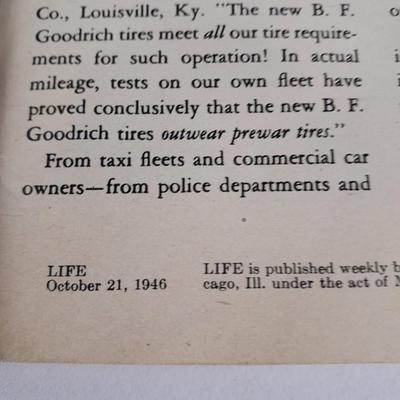 Co., Louisville, Ky. "The new B. F.
Goodrich tires meet all our tire require-
ments for such operation! In actual
mileage, tests on our own fleet have
proved conclusively that the new B. F.
Goodrich tires outwear prewar tires."
From taxi fleets and commercial car
owners—from police departments and
LIFE
October 21, 1946
LIFE is published weekly b
cago, Ill. under the act of M